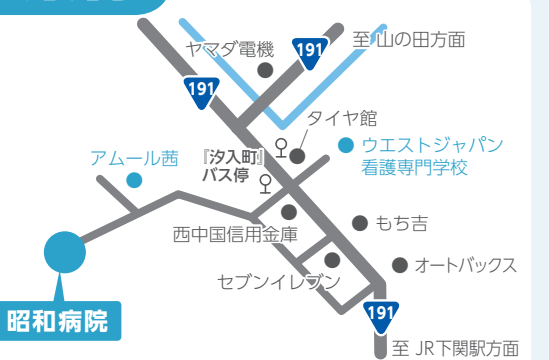 ヤマダ電機
191
至 山の田方面
191
タイヤ館
『汐入町』
バス停
ウエストジャパン
看護専門学校
アムール茜
西中国信用金庫
もち吉
セブンイレブン
オートバックス
昭和病院
191
至 JR下関駅方面